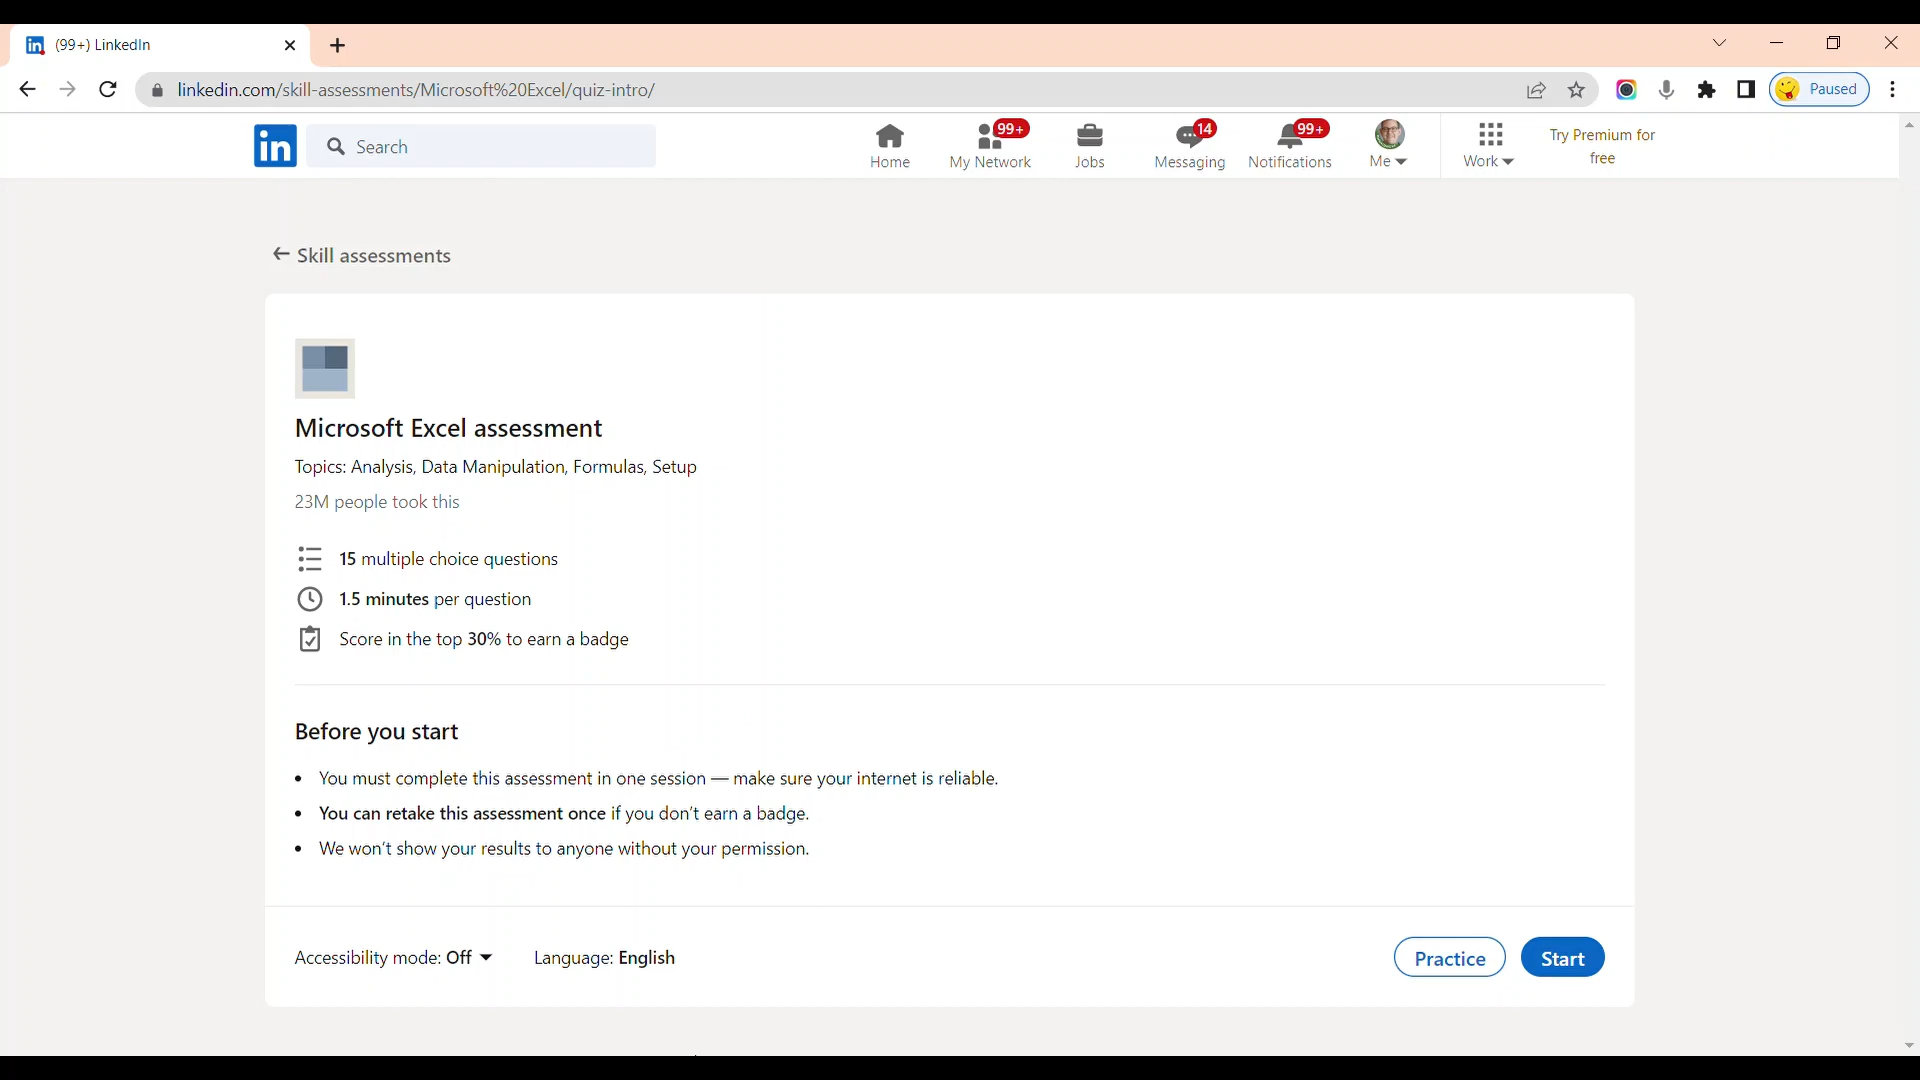 (99+) LinkedIn
linkedin.com/skill-assessments/Microsoft%20Excel/quiz-intro/
Paused
in
Search
Home
99+
My Network
Jobs
14
Messaging
99+
Notifications
Me
Work
Try Premium for
free
Skill assessments
Microsoft Excel assessment
Topics: Analysis, Data Manipulation, Formulas, Setup
23M people took this
15 multiple choice questions
1.5 minutes per question
Score in the top 30% to earn a badge
Before you start
You must complete this assessment in one session — make sure your internet is reliable.
You can retake this assessment once if you don't earn a badge.
We won't show your results to anyone without your permission.
Accessibility mode: Off
Language: English
Practice
Start